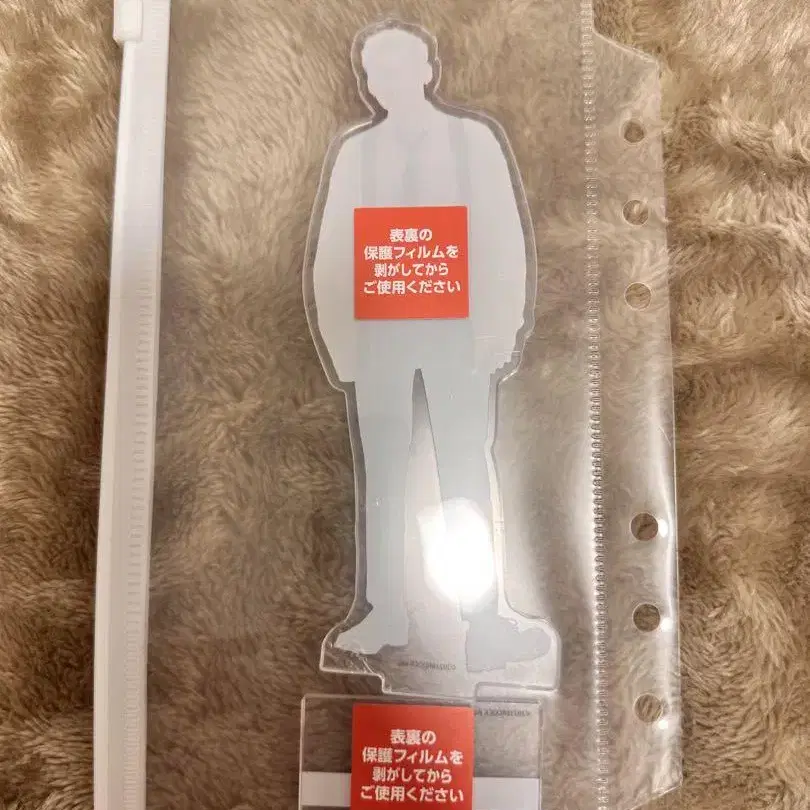 表裏の
保護フィルムを
剥がしてから
ご使用ください
表裏の
保護フィルムを
剥がしてから
ご使用ください